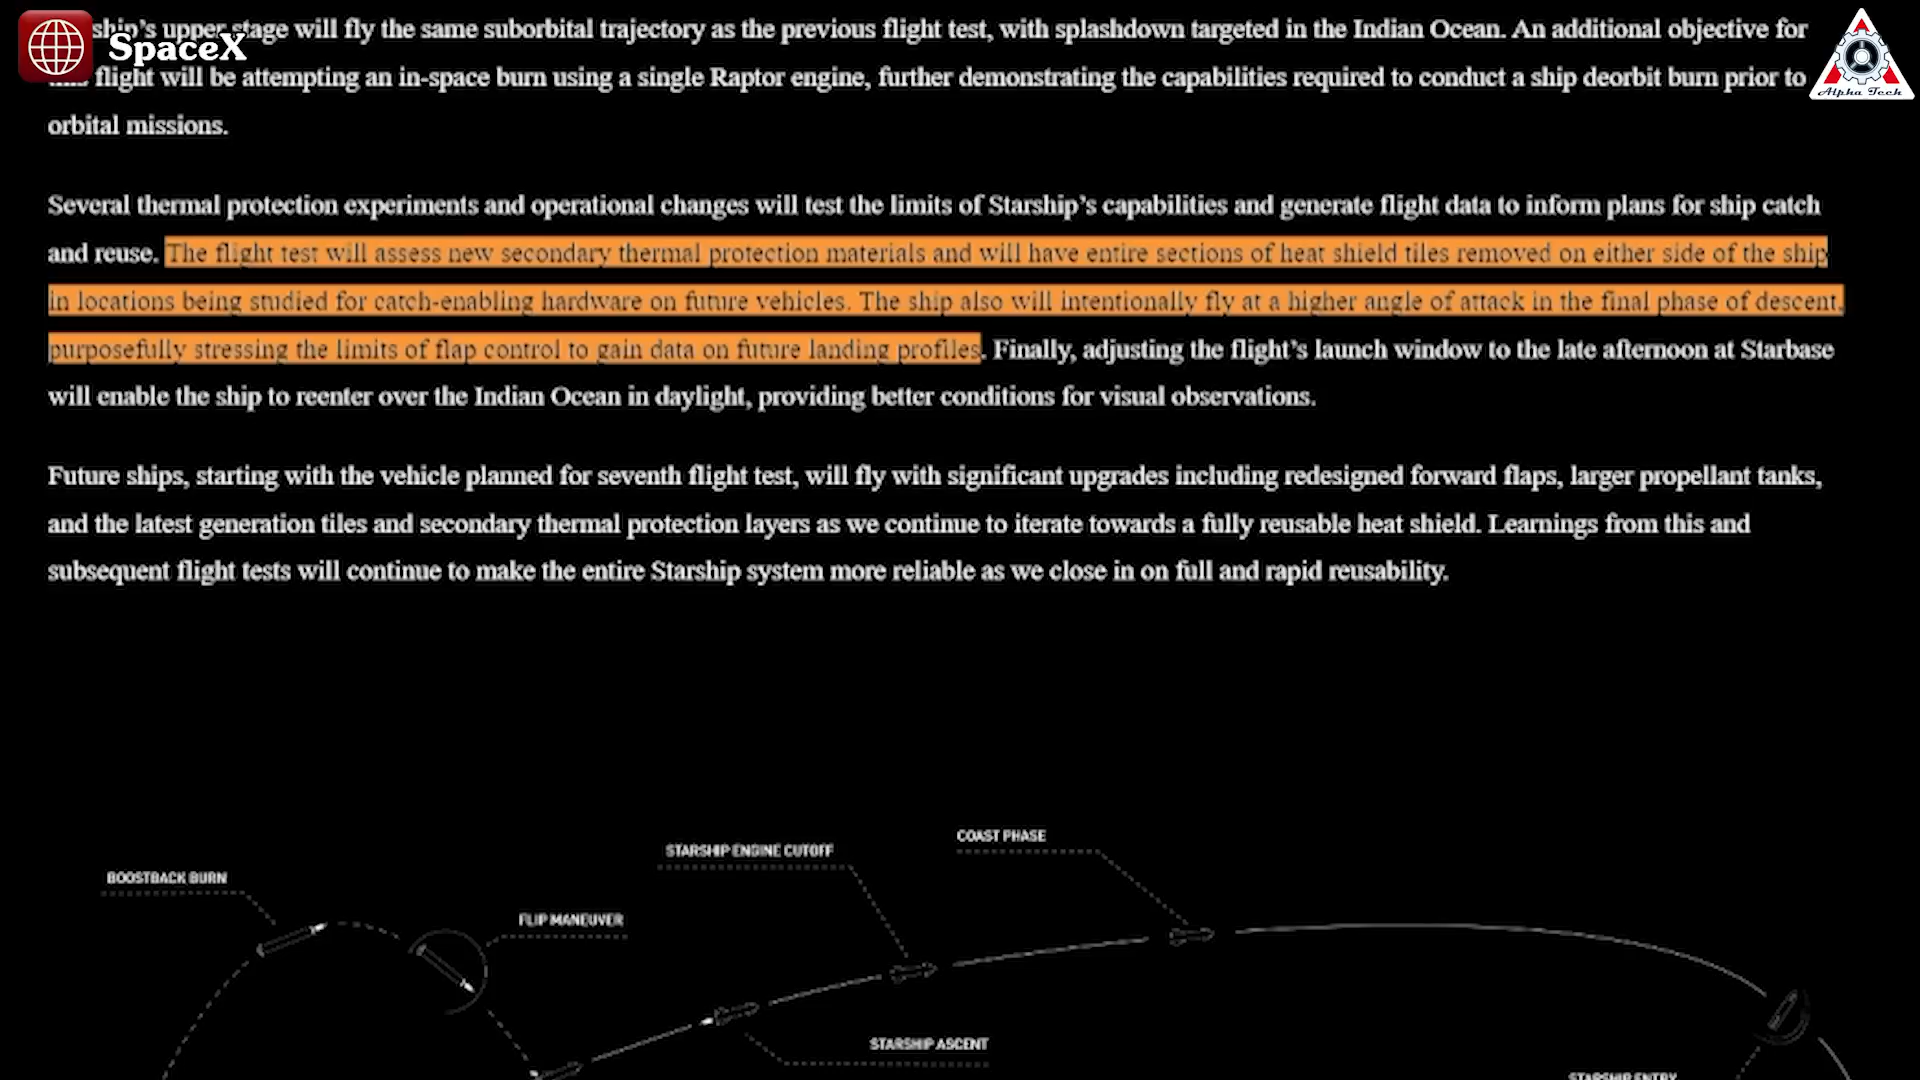 ship’s upper stage will fly the same suborbital trajectory as the previous flight test, with splashdown targeted in the Indian Ocean. An additional objective for
SpaceX
flight will be attempting an in-space burn using a single Raptor engine, further demonstrating the capabilities required to conduct a ship deorbit burn prior to
Alpha Tech
orbital missions.
Several thermal protection experiments and operational changes will test the limits of Starship’s capabilities and generate flight data to inform plans for ship catch
and reuse. The flight test will assess new secondary thermal protection materials and will have entire sections of heat shield tiles removed on either side of the ship
in locations being studied for catch-enabling hardware on future vehicles. The ship also will intentionally fly at a higher angle of attack in the final phase of descent,
purposefully stressing the limits of flap control to gain data on future landing profiles. Finally, adjusting the flight’s launch window to the late afternoon at Starbase
will enable the ship to reenter over the Indian Ocean in daylight, providing better conditions for visual observations.
Future ships, starting with the vehicle planned for seventh flight test, will fly with significant upgrades including redesigned forward flaps, larger propellant tanks,
and the latest generation tiles and secondary thermal protection layers as we continue to iterate towards a fully reusable heat shield. Learnings from this and
subsequent flight tests will continue to make the entire Starship system more reliable as we close in on full and rapid reusability.
COAST PHASE
STARSHIP ENGINE CUTOFF
BOOSTBACK BURN
FLIP MANEUVER
STARSHIP ASCENT
STARSHIP ENTRY